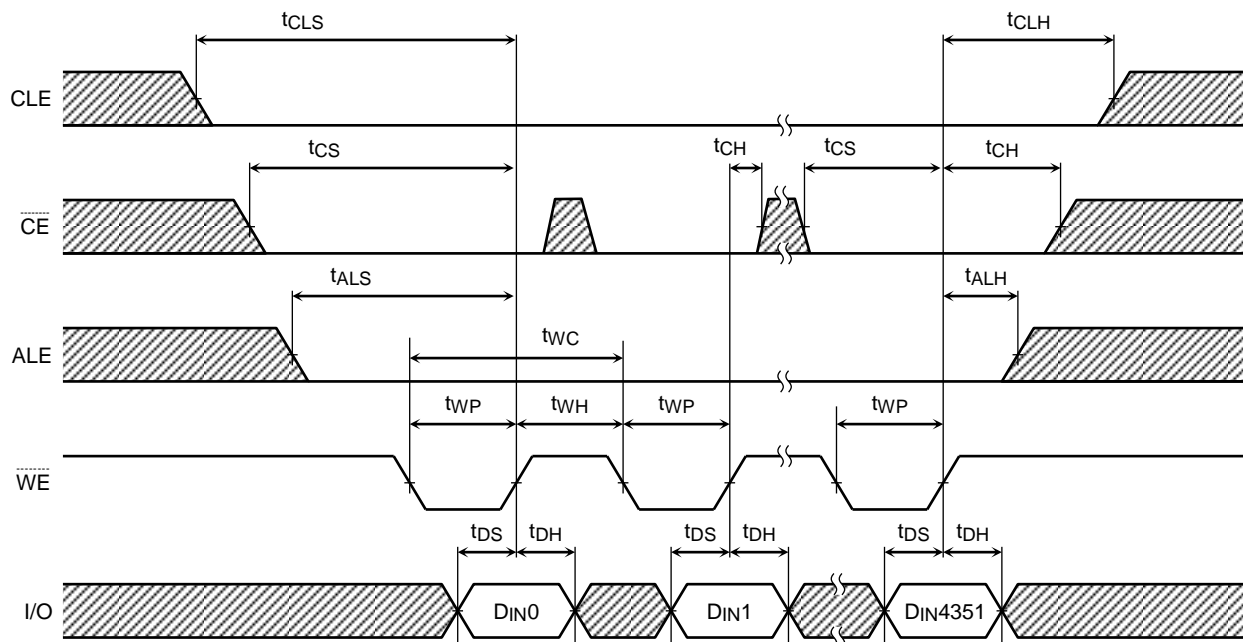 tCLS
tCLH
CLE
tCS
tCH
tCS
tCH
CE
tALS
tALH
tWC
ALE
tWP
tWH
tWP
tWP
WE
tDS
tDH
tDS
tDH
tDS
tDH
I/O
DIN0
DIN1
DIN4351